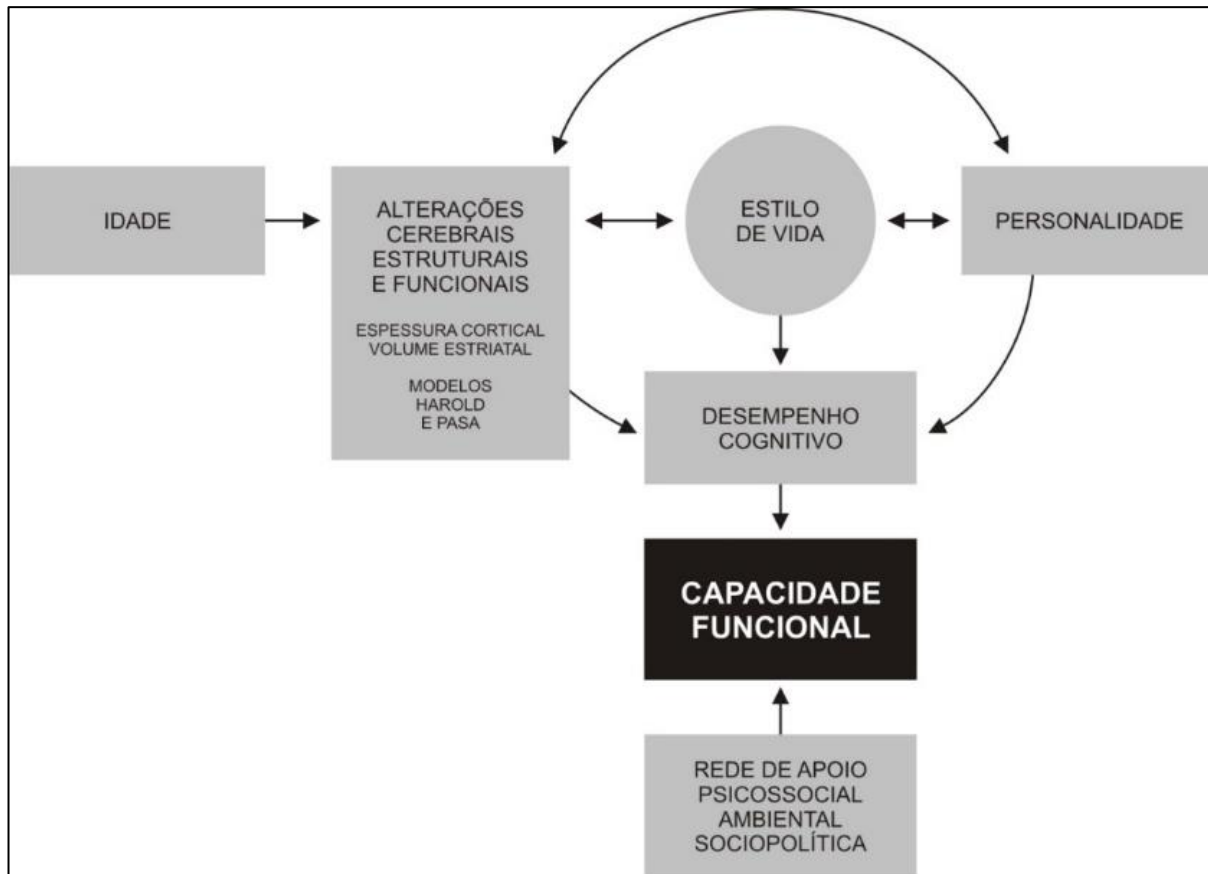 IDADE
ALTERAÇÕES
CEREBRAIS
ESTRUTURAIS
E FUNCIONAIS
ESPESSURA CORTICAL
VOLUME ESTRIATAL
MODELOS
HAROLD
E PASA
ESTILO
DE VIDA
PERSONALIDADE
DESEMPENHO
COGNITIVO
CAPACIDADE
FUNCIONAL
REDE DE APOIO
PSICOSSOCIAL
AMBIENTAL
SOCIOPOLÍTICA